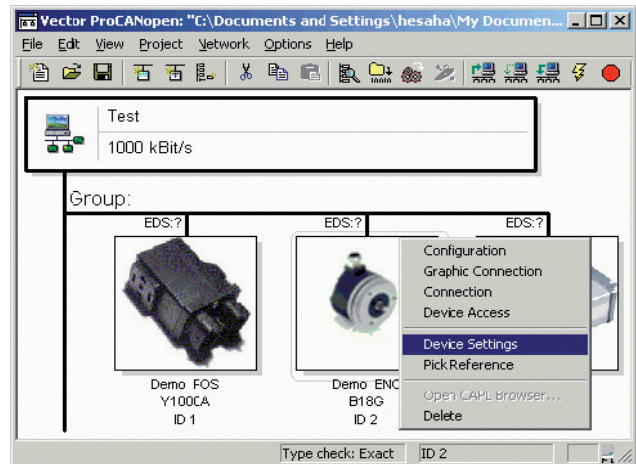 Vector ProCANopen: "C:\Documents and Settings\hesaha\My Documen...
File Edit View Project Network Options Help
Test
1000 kBit/s
Group:
EDS:? EDS:? EDS:?
Configuration
Graphic Connection
Connection
Device Access
Device Settings
Pick Reference
Open CAPL Browser...
Delete
Demo FOS
Y100CA
ID 1
Demo ENC
B18G
ID 2
Type check: Exact ID 2